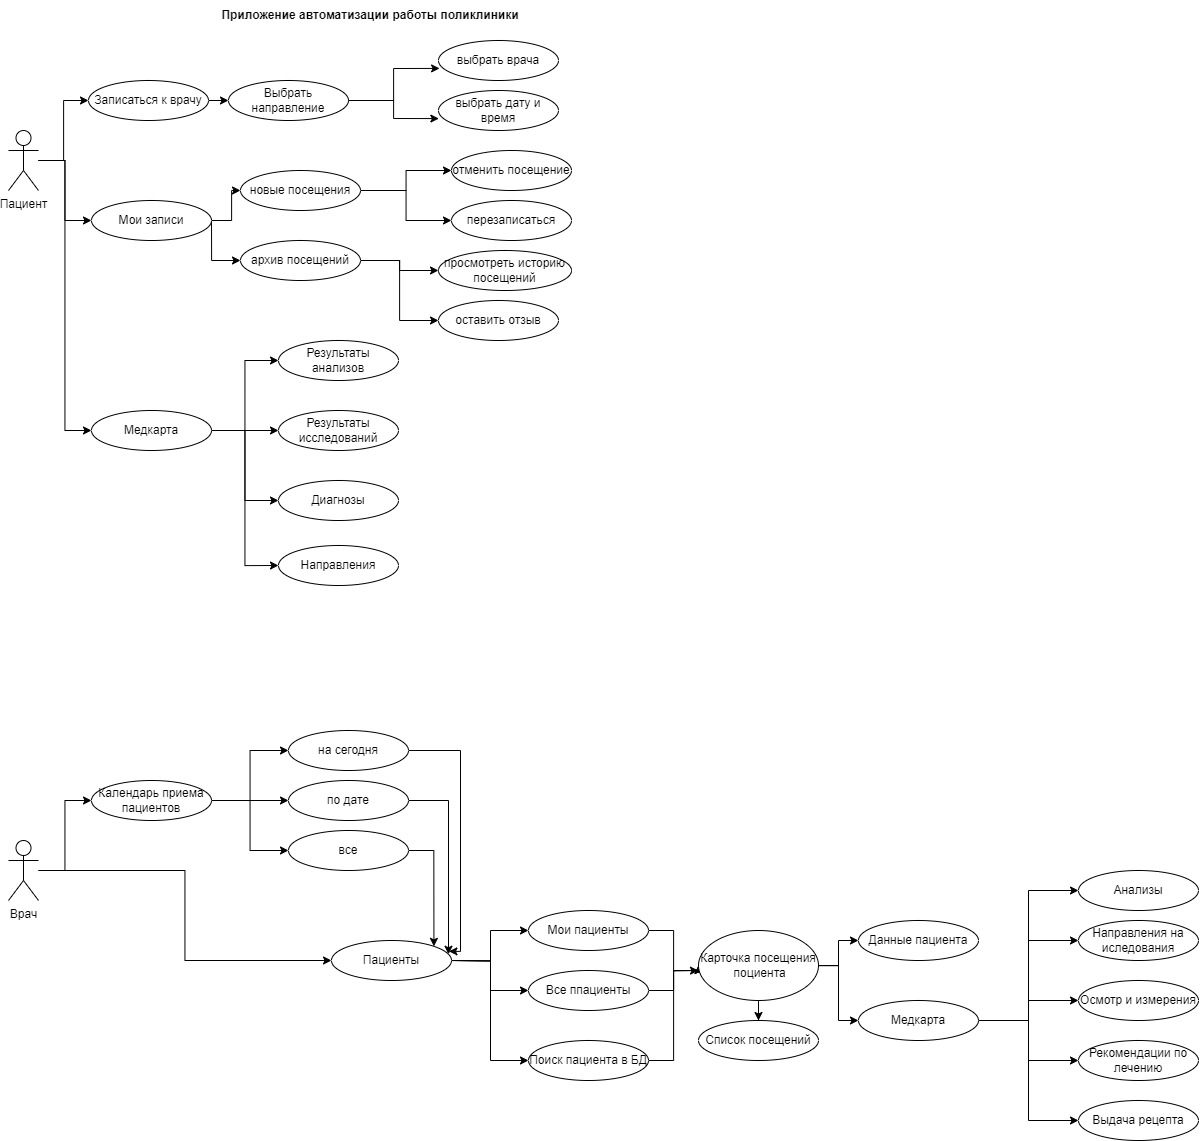 Приложение автоматизации работы поликлиники
выбрать врача
Записаться к врачу
Выбрать
направление
выбрать дату и
время
Пациент
отменить посещение
новые посещения
Мои записи
перезаписаться
архив посещений
просмотреть историю
посещений
оставить отзыв
Результаты
анализов
Медкарта
Результаты
исследований
Диагнозы
Направления
на сегодня
Календарь приема
пациентов
по дате
все
Врач
Пациенты
Мои пациенты
Все ппациенты
Поиск пациента в БД
Карточка посещения
поциента
Список посещений
Данные пациента
Медкарта
Анализы
Направления на
иследования
Осмотр и измерения
Рекомендации по
лечению
Выдача рецепта